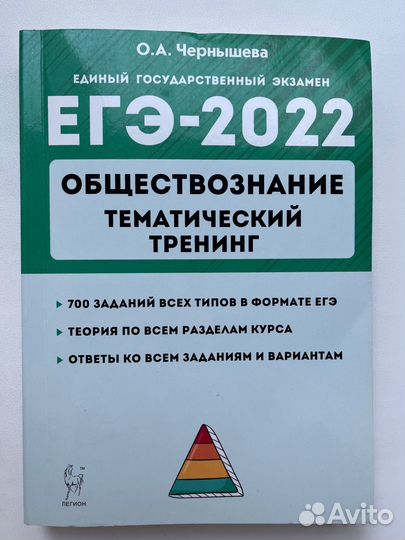 О.А. Чернышева
ЕДИНЫЙ ГОСУДАРСТВЕННЫЙ ЭКЗАМЕН
ЕГЭ-2022
ОБЩЕСТВОЗНАНИЕ
ТЕМАТИЧЕСКИЙ
ТРЕНИНГ
700 ЗАДАНИЙ ВСЕХ ТИПОВ В ФОРМАТЕ ЕГЭ
ТЕОРИЯ ПО ВСЕМ РАЗДЕЛАМ КУРСА
ОТВЕТЫ КО ВСЕМ ЗАДАНИЯМ И ВАРИАНТАМ
TM
ЛЕГИОН
Avito